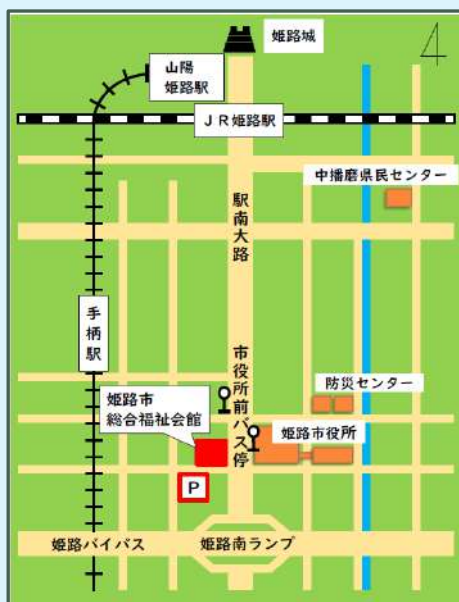 姫路城
山陽
姫路駅
ＪＲ姫路駅
中播磨県民センター
駅南大路
手柄駅
市役所前バス停
防災センター
姫路市
総合福祉会館
姫路市役所
P
姫路バイパス
姫路南ランプ